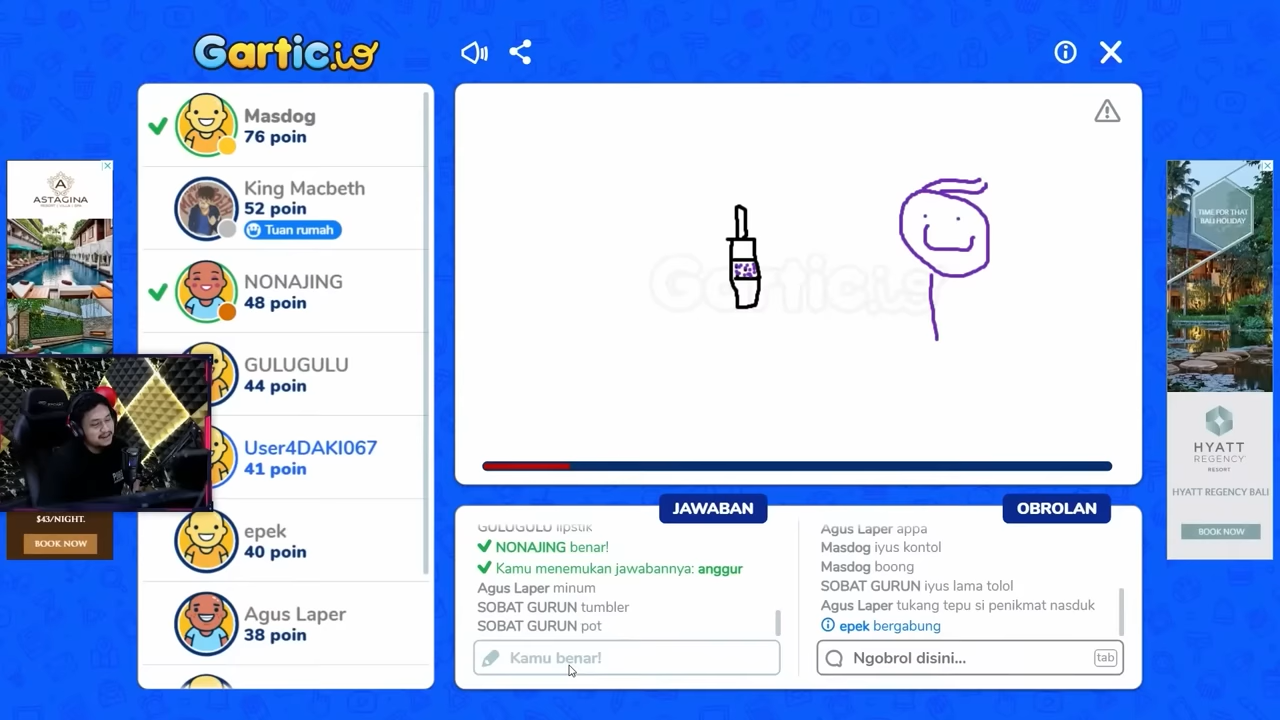 Gartic.io
Masdog
76 poin
King Macbeth
52 poin
Tuan rumah
NONAJING
48 poin
GULUGULU
44 poin
User4DAKI067
41 poin
epek
40 poin
Agus Laper
38 poin
Gartic.io
JAWABAN
GULUGULU lipstik
NONAJING benar!
Kamu menemukan jawabannya: anggur
Agus Laper minum
SOBAT GURUN tumbler
SOBAT GURUN pot
Kamu benar!
OBROLAN
Agus Laper appa
Masdog iyus kontol
Masdog boong
SOBAT GURUN iyus lama tolol
Agus Laper tukang tepu si penikmat nasduk
epek bergabung
Ngobrol disini...
tab
A
ASTAGINA
$43/NIGHT.
BOOK NOW
TIME FOR THAT
BALI HOLIDAY
HYATT
REGENCY
RESORT
HYATT REGENCY BALI
BOOK NOW